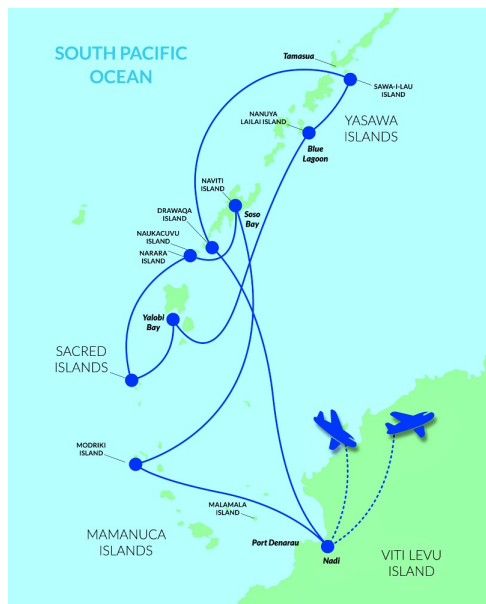 SOUTH PACIFIC
OCEAN
Tamasua
SAWA-I-LAU
ISLAND
NANUYA
LAILAI ISLAND
YASAWA
ISLANDS
Blue
Lagoon
NAVITI
ISLAND
DRAWAQA
ISLAND
Soso
Bay
NAUKACUVU
ISLAND
NARARA
ISLAND
Yalobi
Bay
SACRED
ISLANDS
MODRIKI
ISLAND
MALAMALA
ISLAND
MAMANUCA
ISLANDS
Port Denarau
Nadi
VITI LEVU
ISLAND